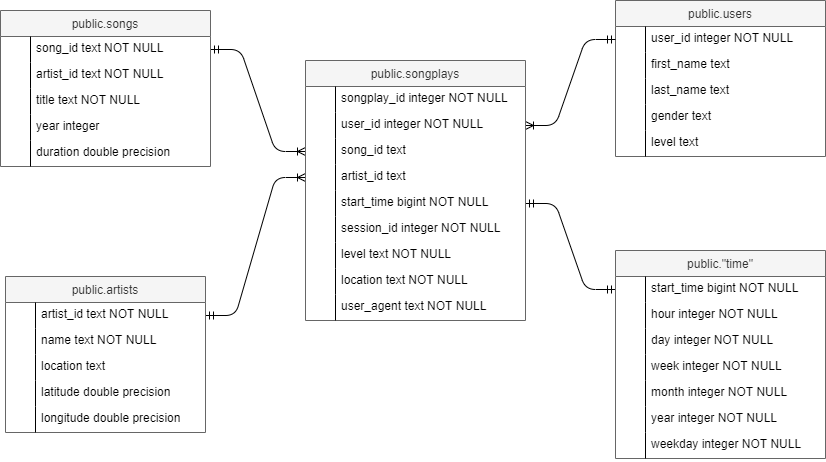 public.songs
song_id text NOT NULL
artist_id text NOT NULL
title text NOT NULL
year integer
duration double precision
public.artists
artist_id text NOT NULL
name text NOT NULL
location text
latitude double precision
longitude double precision
public.songplays
songplay_id integer NOT NULL
user_id integer NOT NULL
song_id text
artist_id text
start_time bigint NOT NULL
session_id integer NOT NULL
level text NOT NULL
location text NOT NULL
user_agent text NOT NULL
public.users
user_id integer NOT NULL
first_name text
last_name text
gender text
level text
public."time"
start_time bigint NOT NULL
hour integer NOT NULL
day integer NOT NULL
week integer NOT NULL
month integer NOT NULL
year integer NOT NULL
weekday integer NOT NULL